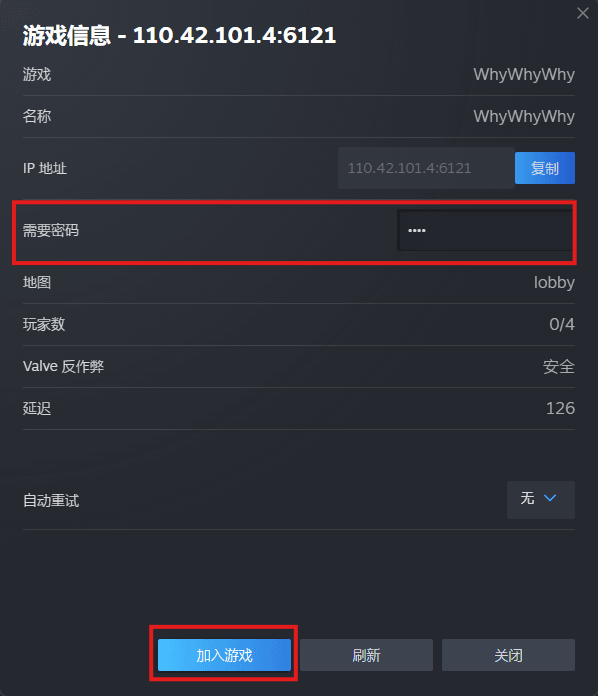 游戏信息 - 110.42.101.4:6121
游戏 WhyWhyWhy
名称 WhyWhyWhy
IP 地址 110.42.101.4:6121 复制
需要密码 ••••
地图 lobby
玩家数 0/4
Valve 反作弊 安全
延迟 126
自动重试 无
加入游戏 刷新 关闭